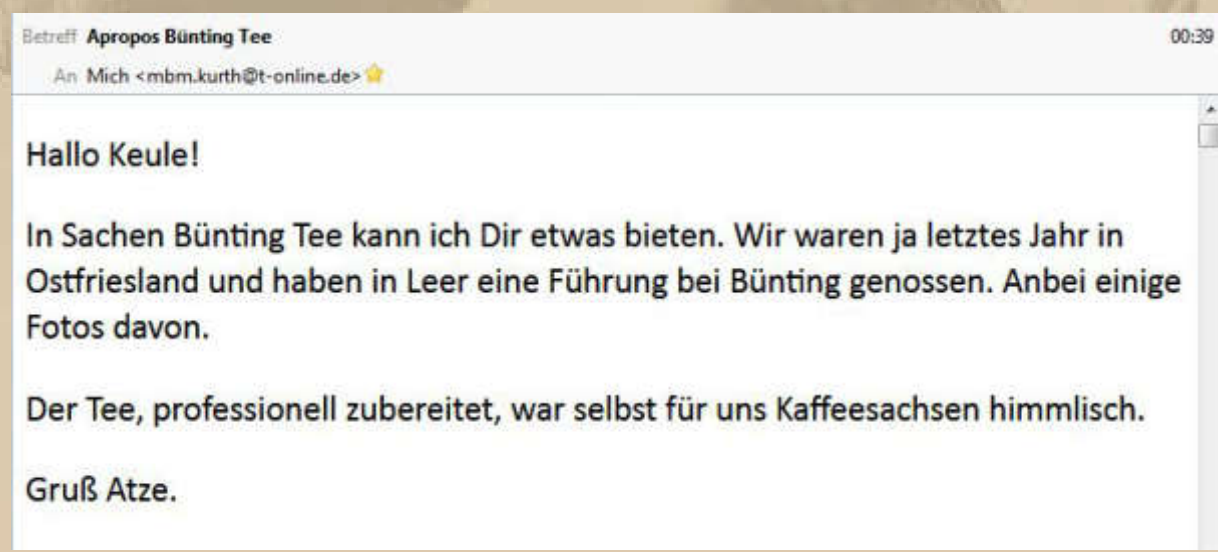 Betreff Apropos Bünting Tee 00:39
An Mich <mbm.kurth@t-online.de>
Hallo Keule!
In Sachen Bünting Tee kann ich Dir etwas bieten. Wir waren ja letztes Jahr in
Ostfriesland und haben in Leer eine Führung bei Bünting genossen. Anbei einige
Fotos davon.
Der Tee, professionell zubereitet, war selbst für uns Kaffeesachsen himmlisch.
Gruß Atze.